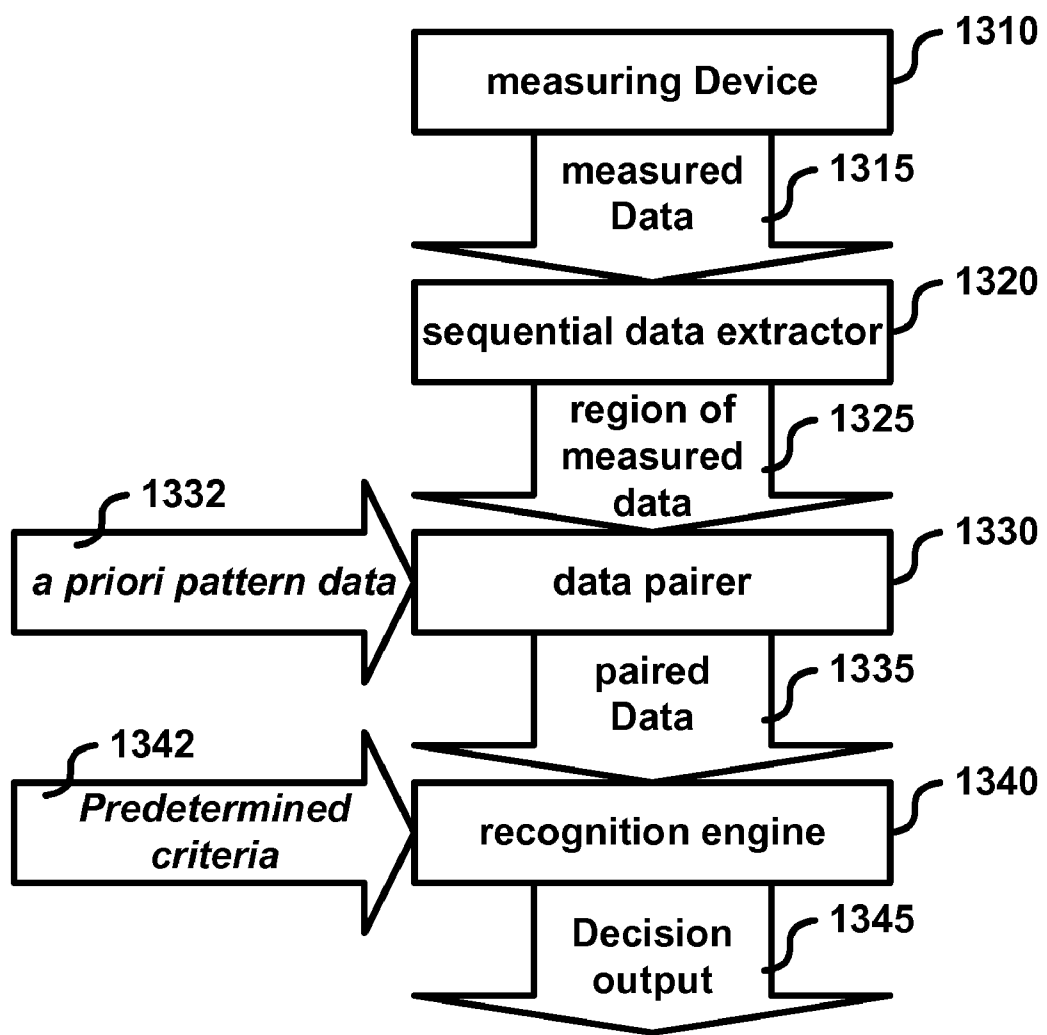 1310
measuring Device
measured
Data
1315
1320
sequential data extractor
region of
measured
data
1325
1332
1330
a priori pattern data
data pairer
paired
Data
1335
1342
1340
Predetermined
criteria
recognition engine
Decision
output
1345